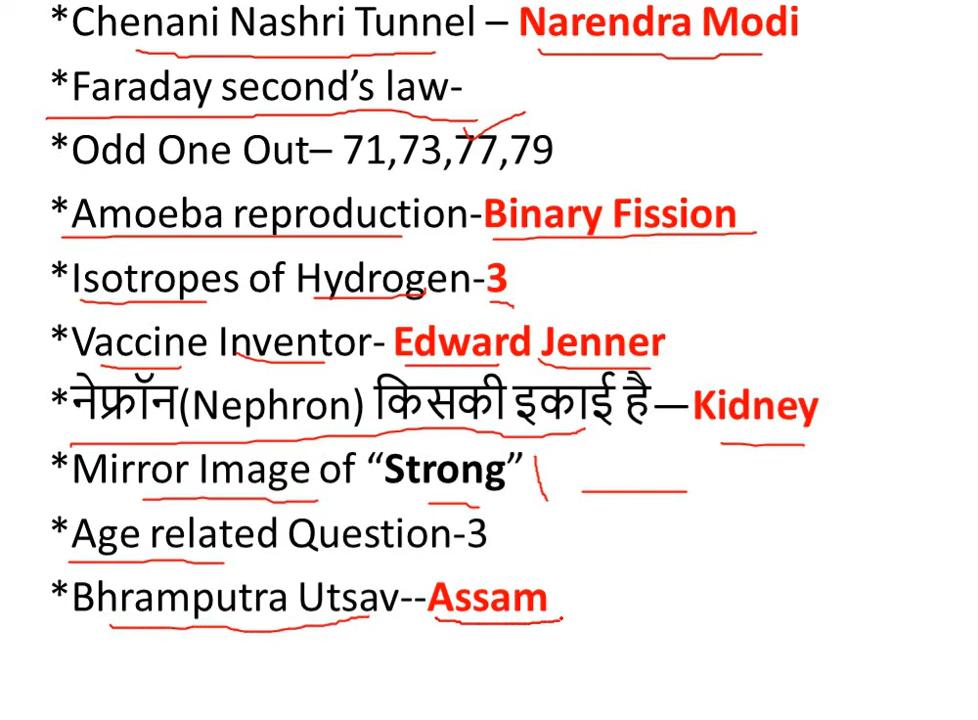 *Chenani Nashri Tunnel – Narendra Modi
*Faraday second’s law-
*Odd One Out– 71,73,77,79
*Amoeba reproduction-Binary Fission
*Isotropes of Hydrogen-3
*Vaccine Inventor- Edward Jenner
*नेफ्रॉन(Nephron) किसकी इकाई है—Kidney
*Mirror Image of “Strong”
*Age related Question-3
*Bhramputra Utsav--Assam